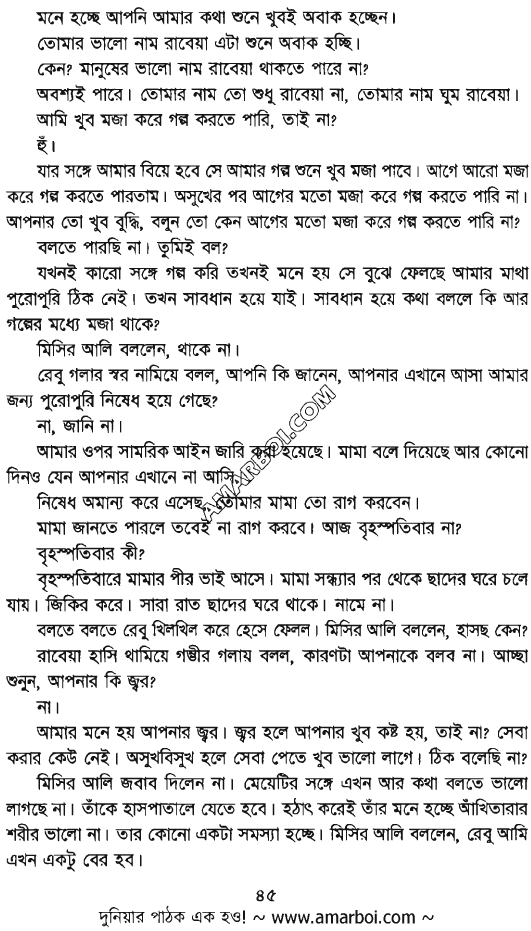 মনে হচ্ছে আপনি আমার কথা শুনে খুবই অবাক হচ্ছেন।
তোমার ভালো নাম রাবেয়া এটা শুনে অবাক হচ্ছি।
কেন? মানুষের ভালো নাম রাবেয়া থাকতে পারে না?
অবশ্যই পারে। তোমার নাম তো শুধু রাবেয়া না, তোমার নাম ঘুম রাবেয়া।
আমি খুব মজা করে গল্প করতে পারি, তাই না?
হুঁ।
যার সঙ্গে আমার বিয়ে হবে সে আমার গল্প শুনে খুব মজা পাবে। আগে আরো মজা
করে গল্প করতে পারতাম। অসুখের পর আগের মতো মজা করে গল্প করতে পারি না।
আপনার তো খুব বুদ্ধি, বলুন তো কেন আগের মতো মজা করে গল্প করতে পারি না?
বলতে পারছি না। তুমিই বল?
যখনই কারো সঙ্গে গল্প করি তখনই মনে হয় সে বুঝে ফেলছে আমার মাথা
পুরোপুরি ঠিক নেই। তখন সাবধান হয়ে যাই। সাবধান হয়ে কথা বললে কি আর
গল্পের মধ্যে মজা থাকে?
মিসির আলি বললেন, থাকে না।
রেবু গলার স্বর নামিয়ে বলল, আপনি কি জানেন, আপনার এখানে আসা আমার
জন্য পুরোপুরি নিষেধ হয়ে গেছে?
না, জানি না।
আমার ওপর সামরিক আইন জারি করা হয়েছে। মামা বলে দিয়েছে আর কোনো
দিনও যেন আপনার এখানে না আসি।
নিষেধ অমান্য করে এসেছ, তোমার মামা তো রাগ করবেন।
মামা জানতে পারলে তবেই না রাগ করবে। আজ বৃহস্পতিবার না?
বৃহস্পতিবার কী?
বৃহস্পতিবারে মামার পীর ভাই আসে। মামা সন্ধ্যার পর থেকে ছাদের ঘরে চলে
যায়। জিকির করে। সারা রাত ছাদের ঘরে থাকে। নামে না।
বলতে বলতে রেবু খিলখিল করে হেসে ফেলল। মিসির আলি বললেন, হাসছ কেন?
রাবেয়া হাসি থামিয়ে গম্ভীর গলায় বলল, কারণটা আপনাকে বলব না। আচ্ছা
শুনুন, আপনার কি জ্বর?
না।
আমার মনে হয় আপনার জ্বর। জ্বর হলে আপনার খুব কষ্ট হয়, তাই না? সেবা
করার কেউ নেই। অসুখবিসুখ হলে সেবা পেতে খুব ভালো লাগে। ঠিক বলেছি না?
মিসির আলি জবাব দিলেন না। মেয়েটির সঙ্গে এখন আর কথা বলতে ভালো
লাগছে না। তাঁকে হাসপাতালে যেতে হবে। হঠাৎ করেই তাঁর মনে হচ্ছে আঁখিতারার
শরীর ভালো না। তার কোনো একটা সমস্যা হচ্ছে। মিসির আলি বললেন, রেবু আমি
এখন একটু বের হব।
AMARBOI.COM
৪৫
দুনিয়ার পাঠক এক হও! ~ www.amarboi.com ~